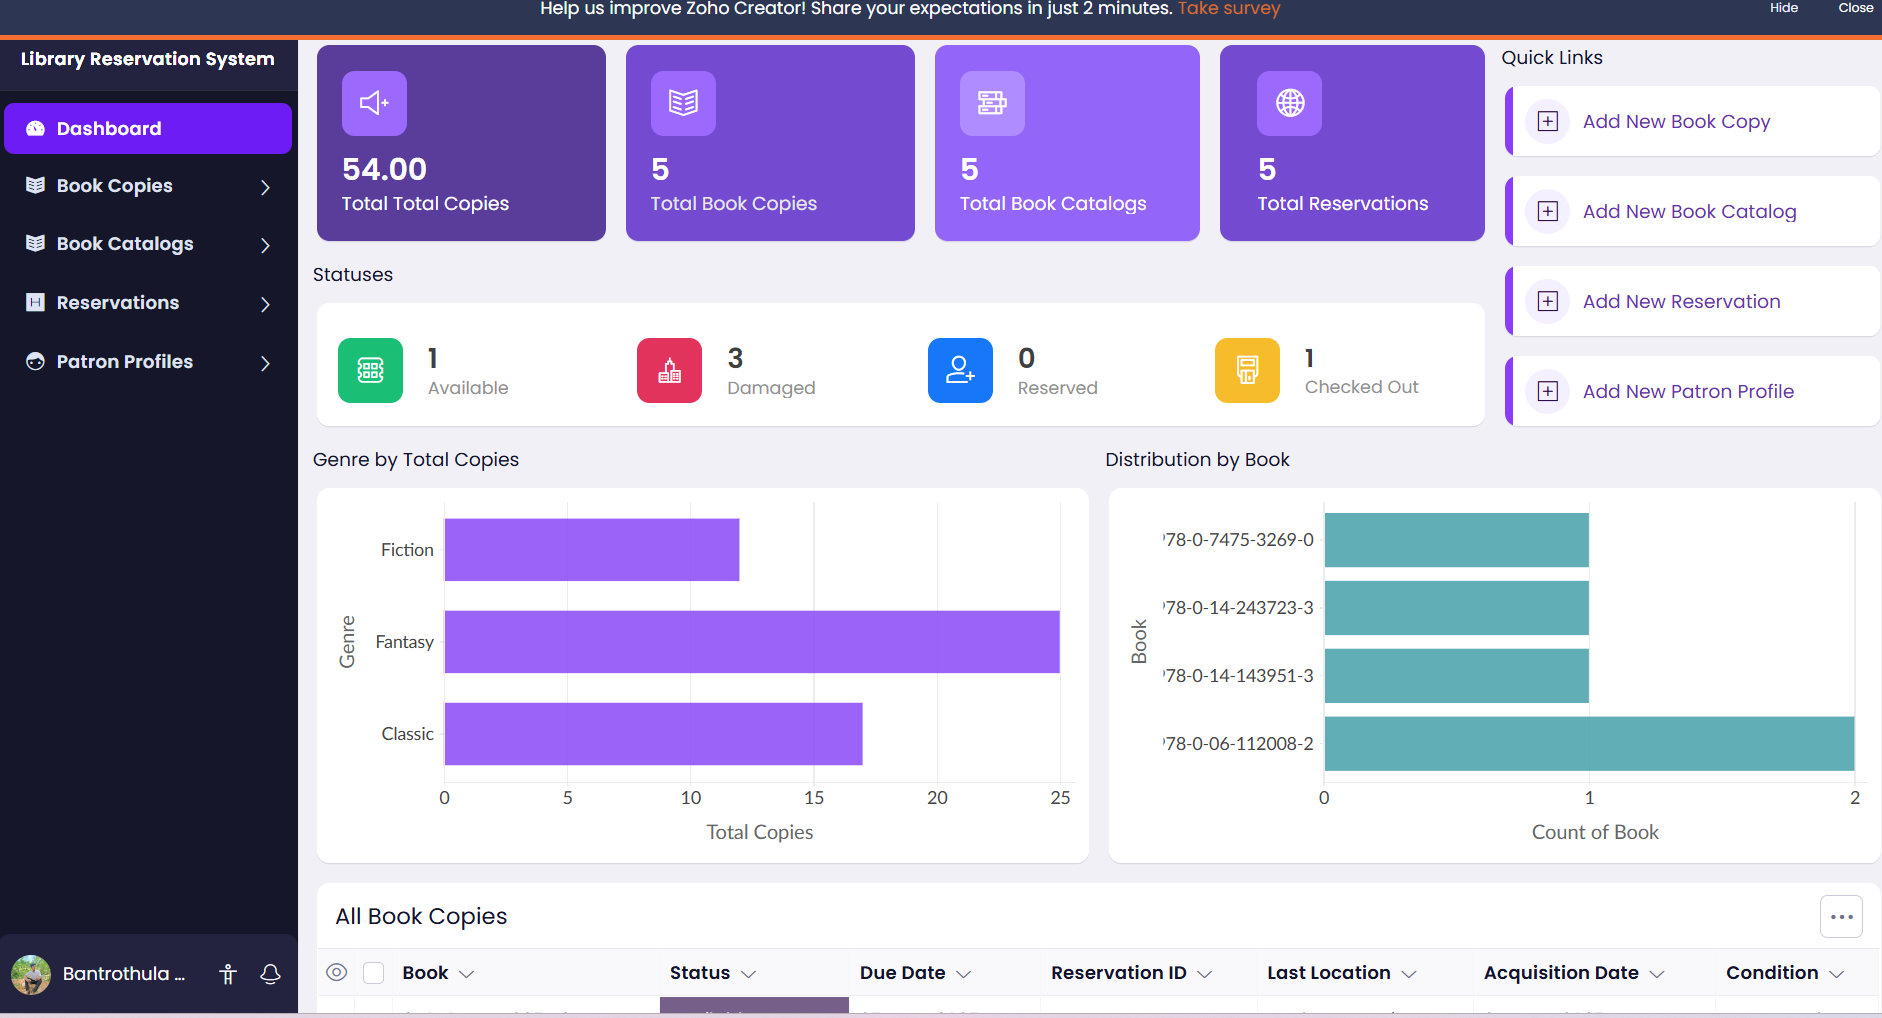 Help us improve Zoho Creator! Share your expectations in just 2 minutes. Take survey
Hide
Close
Library Reservation System
Dashboard
Book Copies
Book Catalogs
Reservations
Patron Profiles
Bantrothula ...
54.00
Total Total Copies
5
Total Book Copies
5
Total Book Catalogs
5
Total Reservations
Quick Links
Add New Book Copy
Add New Book Catalog
Add New Reservation
Add New Patron Profile
Statuses
1
Available
3
Damaged
0
Reserved
1
Checked Out
Genre by Total Copies
Genre
Fiction
Fantasy
Classic
0 5 10 15 20 25
Total Copies
Distribution by Book
Book
78-0-7475-3269-0
78-0-14-243723-3
78-0-14-143951-3
78-0-06-112008-2
0 1 2
Count of Book
All Book Copies
Book Status Due Date Reservation ID Last Location Acquisition Date Condition